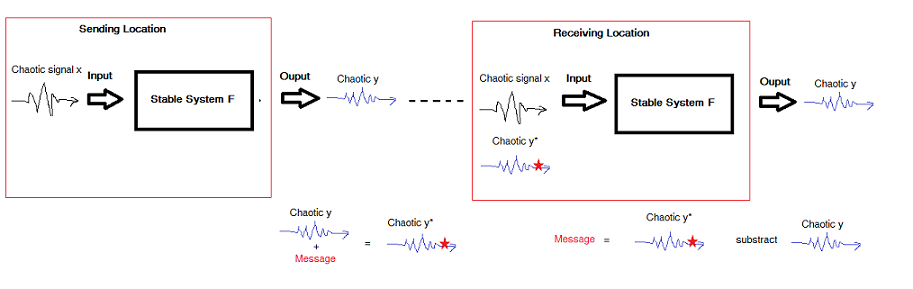 Sending Location
Chaotic signal x
Input
Stable System F
Ouput
Chaotic y
Receiving Location
Chaotic signal x
Input
Stable System F
Ouput
Chaotic y
Chaotic y*
Chaotic y
+
Message
=
Chaotic y*
Message =
Chaotic y*
substract
Chaotic y